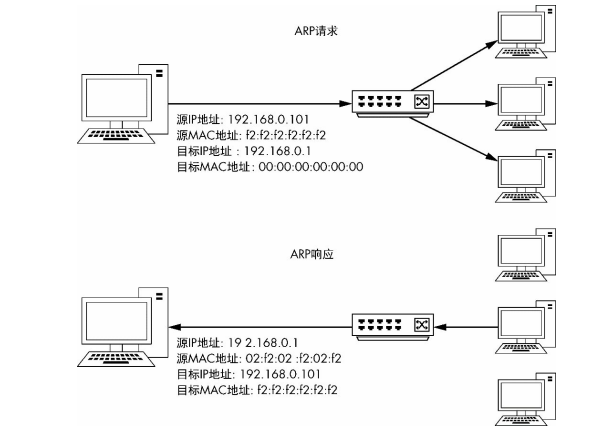 ARP请求
源IP地址: 192.168.0.101
源MAC地址: f2:f2:f2:f2:f2:f2
目标IP地址 : 192.168.0.1
目标MAC地址: 00:00:00:00:00:00
ARP响应
源IP地址: 19 2.168.0.1
源MAC地址: 02:f2:02 :f2:02:f2
目标IP地址: 192.168.0.101
目标MAC地址: f2:f2:f2:f2:f2:f2